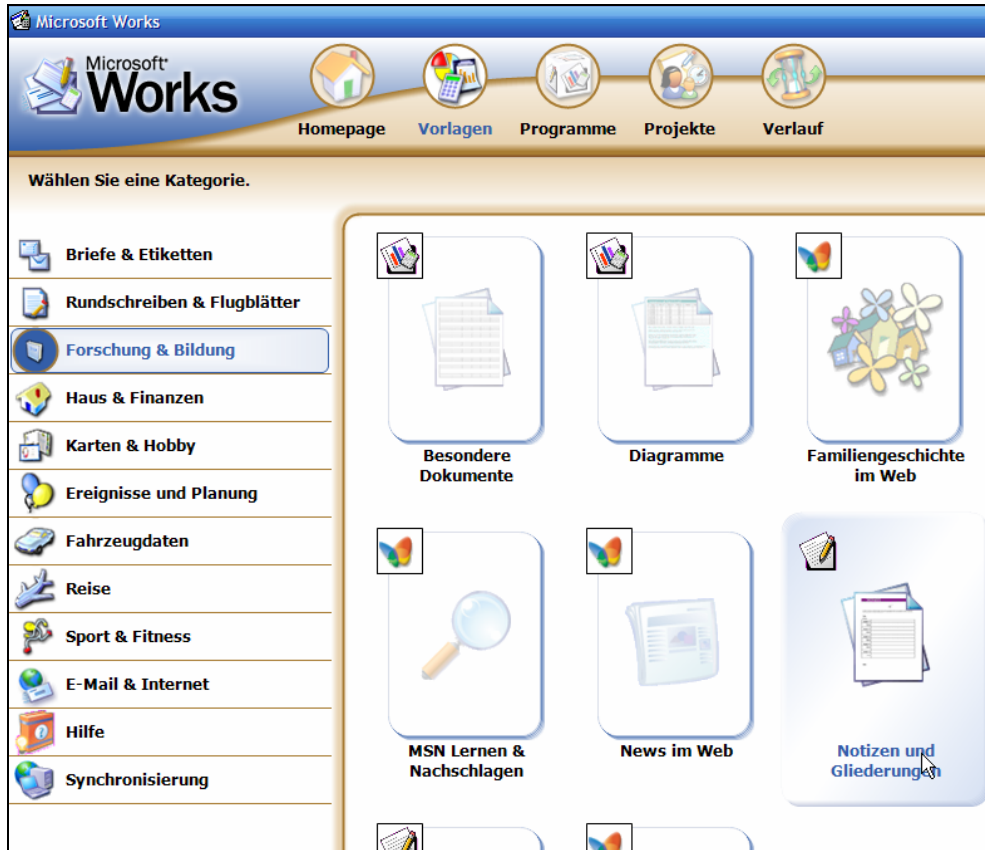 Microsoft Works
Microsoft®
Works
Homepage Vorlagen Programme Projekte Verlauf
Wählen Sie eine Kategorie.
Briefe & Etiketten
Rundschreiben & Flugblätter
Forschung & Bildung
Haus & Finanzen
Karten & Hobby
Ereignisse und Planung
Fahrzeugdaten
Reise
Sport & Fitness
E-Mail & Internet
Hilfe
Synchronisierung
Besondere
Dokumente
Diagramme
Familiengeschichte
im Web
MSN Lernen &
Nachschlagen
News im Web
Notizen und
Gliederungen